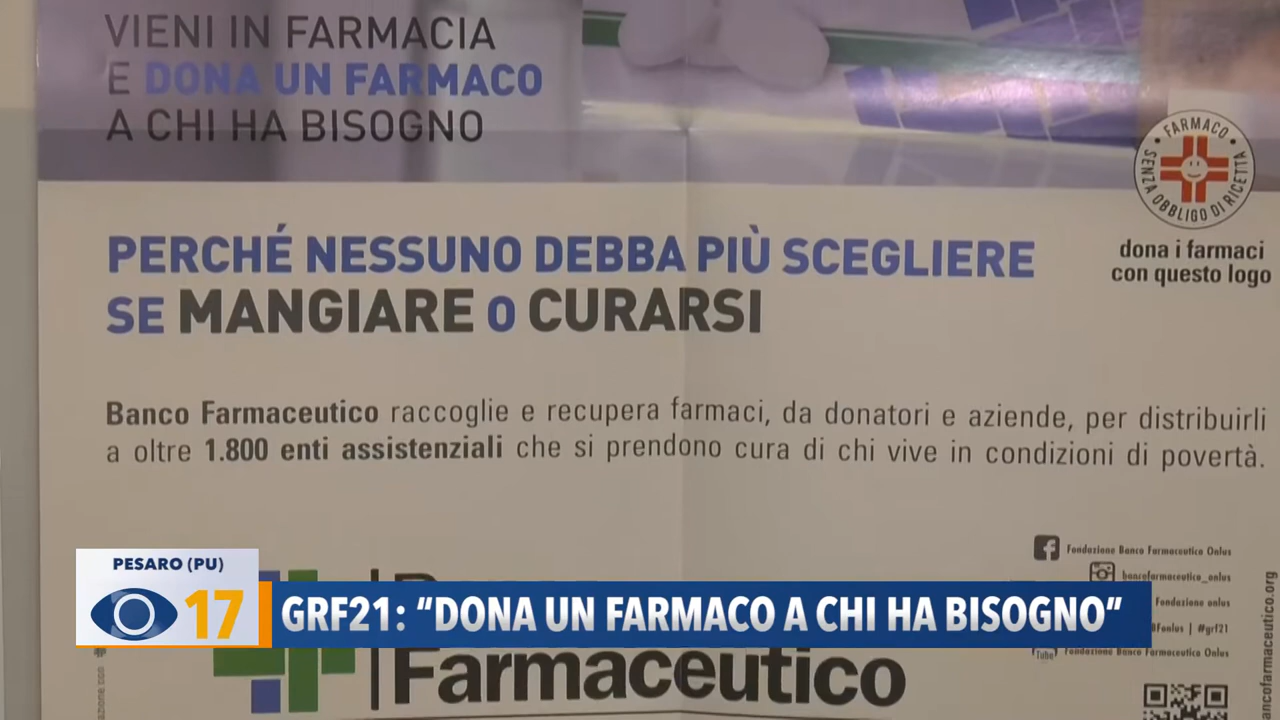 VIENI IN FARMACIA
E DONA UN FARMACO
A CHI HA BISOGNO
FARMACO
SENZA OBBLIGO DI RICETTA
dona i farmaci
con questo logo
PERCHÉ NESSUNO DEBBA PIÙ SCEGLIERE
SE MANGIARE O CURARSI
Banco Farmaceutico raccoglie e recupera farmaci, da donatori e aziende, per distribuirli
a oltre 1.800 enti assistenziali che si prendono cura di chi vive in condizioni di povertà.
Fondazione Banco Farmaceutico Onlus
bancofarmaceutico_onlus
Fondazione onlus
BFonlus | #grf21
Tube
Fondazione Banco Farmaceutico Onlus
PESARO (PU)
17
GRF21: “DONA UN FARMACO A CHI HA BISOGNO”
Farmaceutico
ancofarmaceutico.org